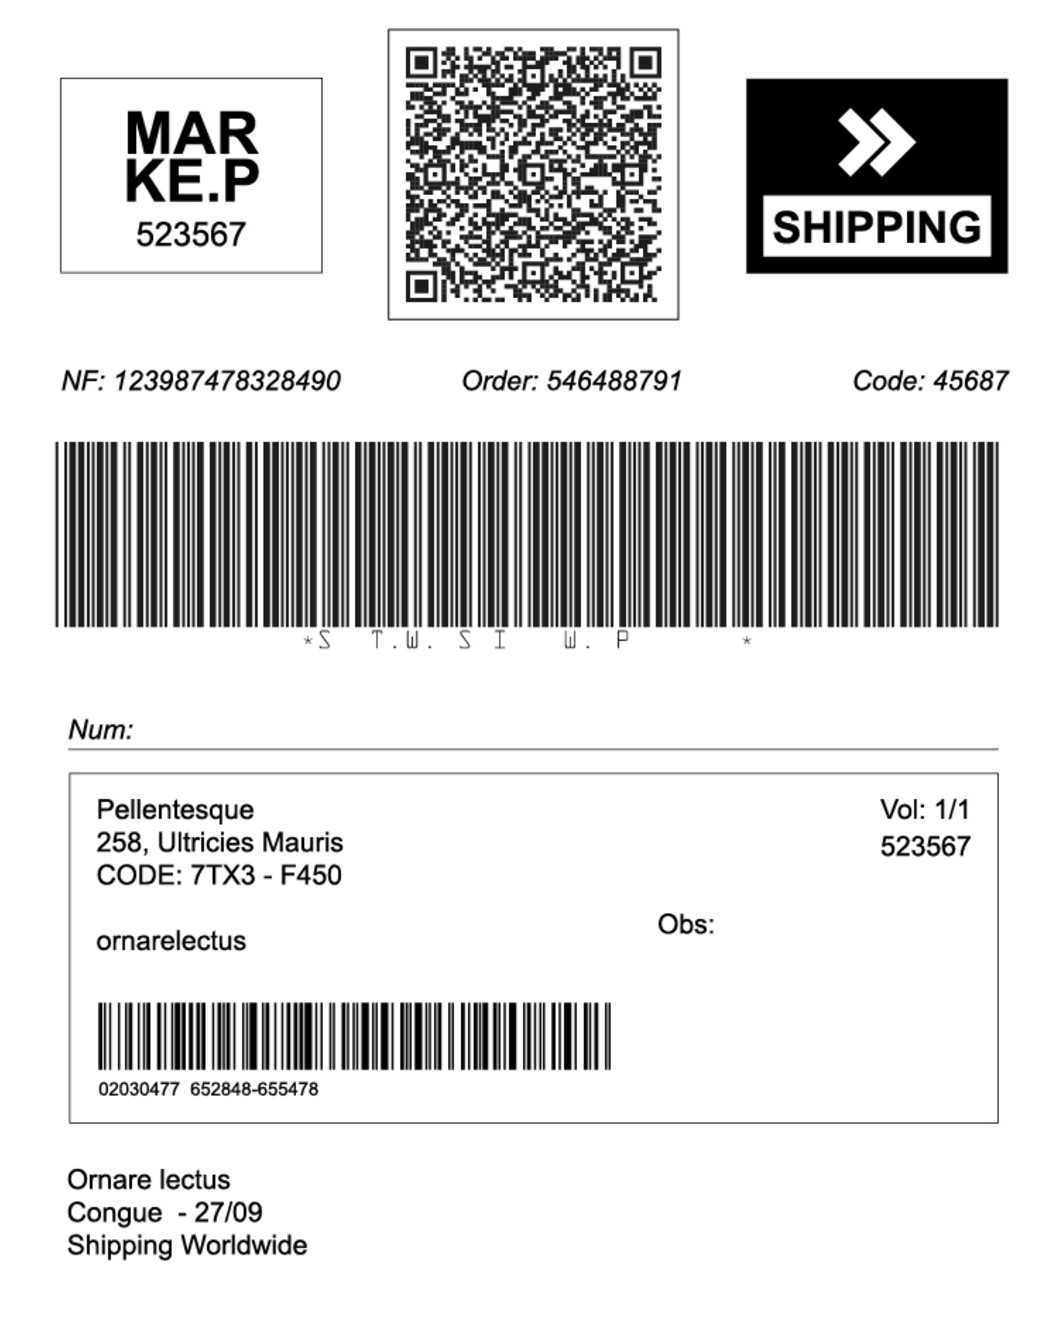 MAR
KE.P
523567
SHIPPING
NF: 123987478328490 Order: 546488791 Code: 45687
*S T.W. S I W. P *
Num:
Pellentesque
258, Ultricies Mauris
CODE: 7TX3 - F450
ornarelectus
Vol: 1/1
523567
Obs:
02030477 652848-655478
Ornare lectus
Congue - 27/09
Shipping Worldwide